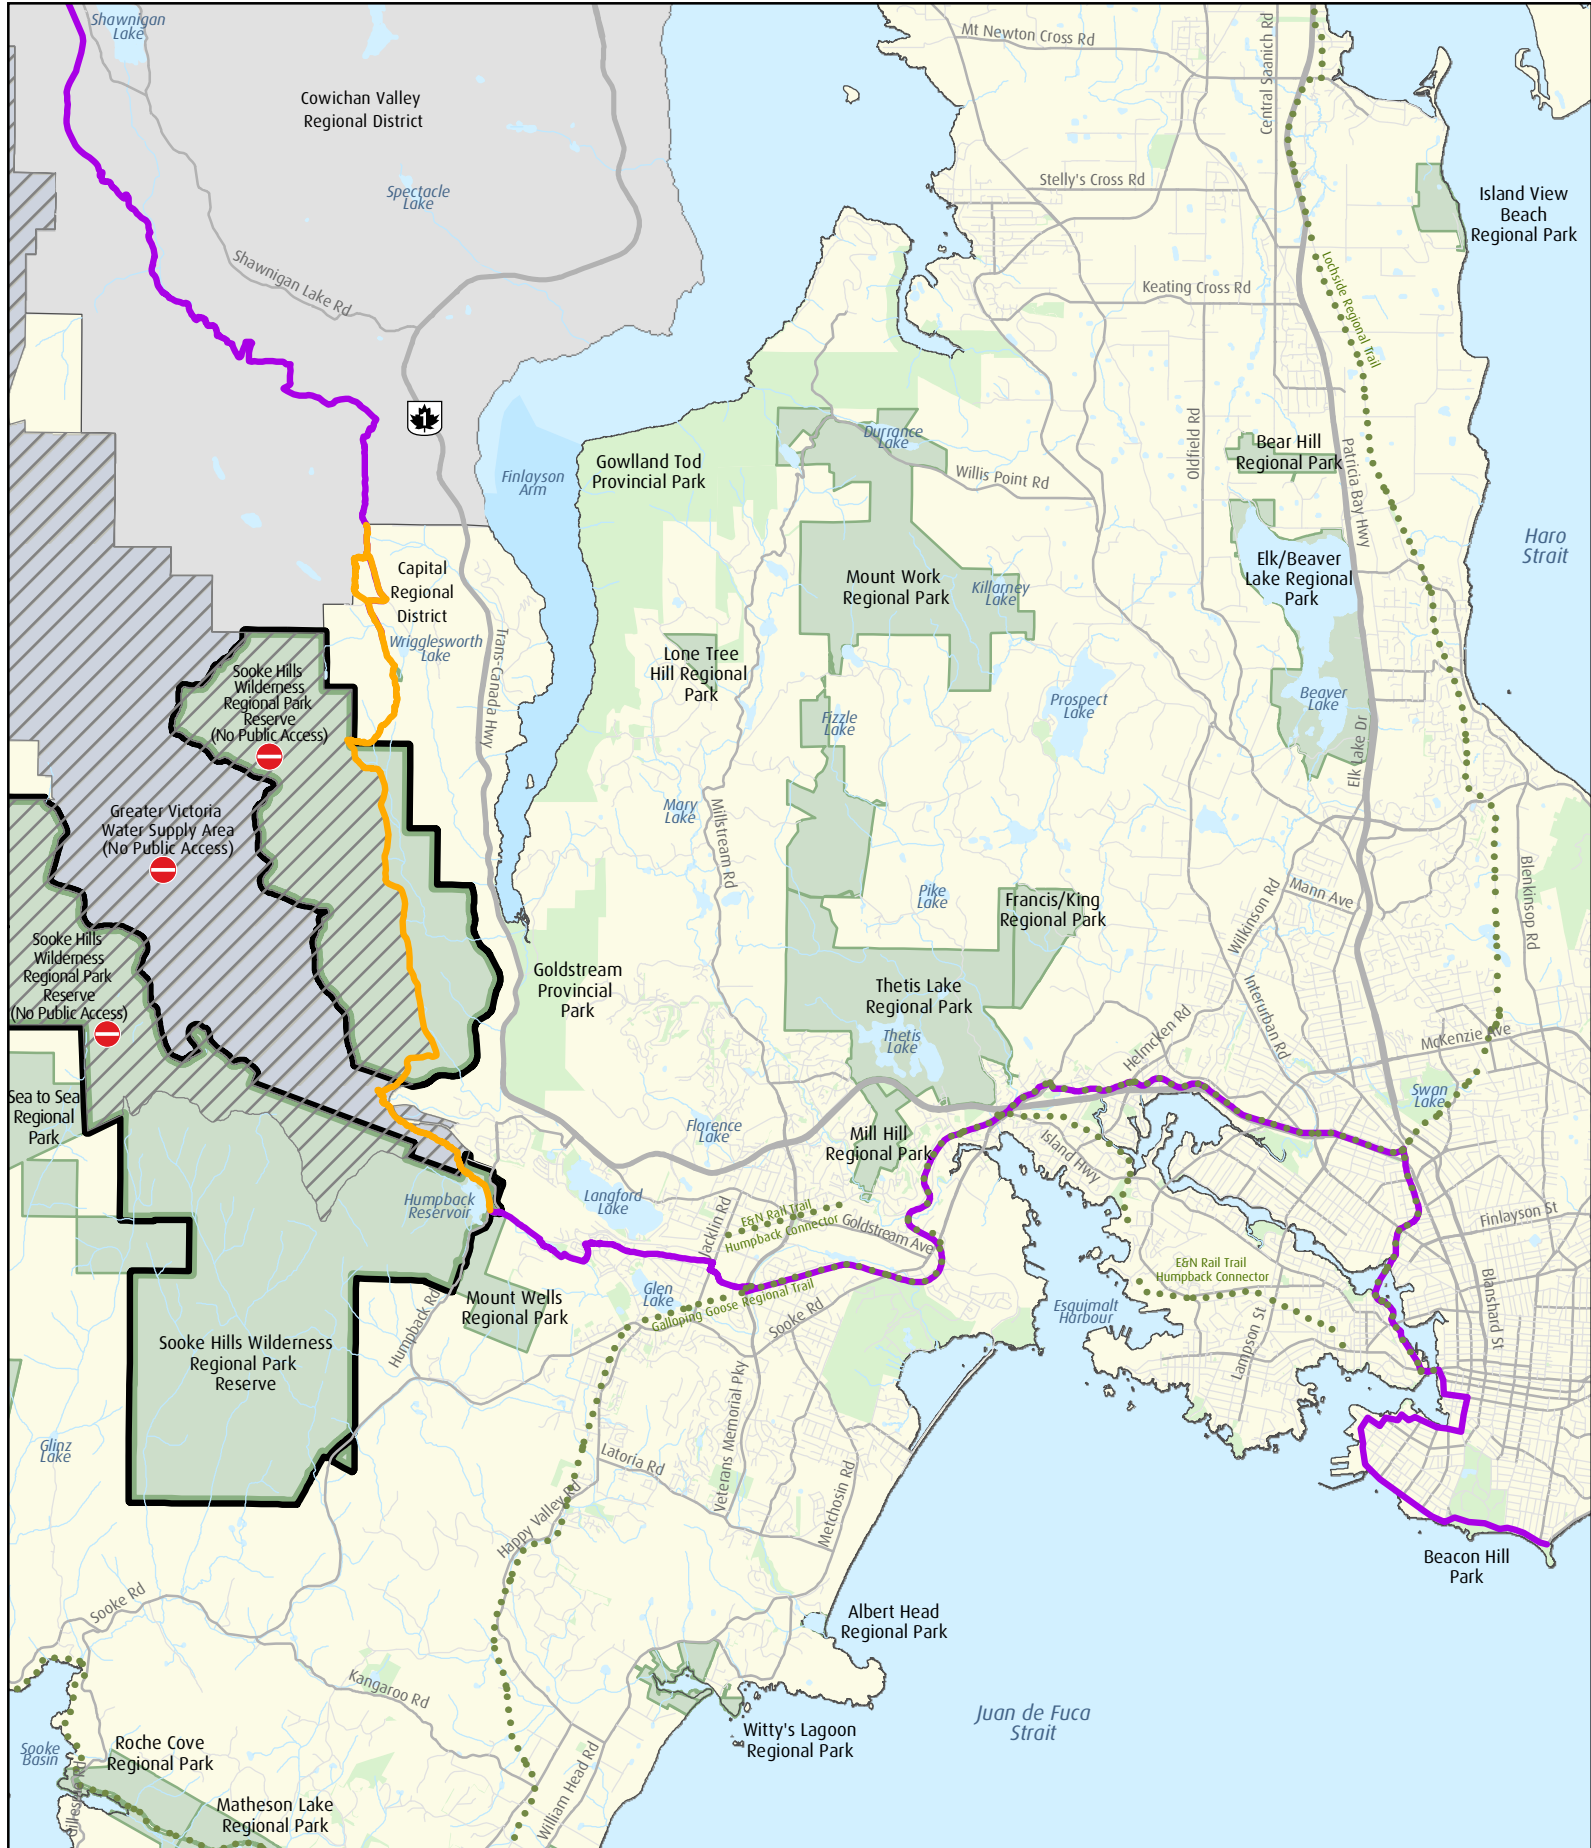 Shawnigan
Lake
Cowichan Valley
Regional District
Spectacle
Lake
Shawnigan Lake Rd
1
Mt Newton Cross Rd
Central Saanich Rd
Stelly's Cross Rd
Island View
Beach
Regional Park
Keating Cross Rd
Lochside Regional Trail
Finlayson
Arm
Gowlland Tod
Provincial Park
Durrance
Lake
Willis Point Rd
Oldfield Rd
Bear Hill
Regional Park
Patricia Bay Hwy
Haro
Strait
Capital
Regional
District
Wrigglesworth
Lake
Trans-Canada Hwy
Mount Work
Regional Park
Killarney
Lake
Elk/Beaver
Lake Regional
Park
Lone Tree
Hill Regional
Park
Fizzle
Lake
Prospect
Lake
Beaver
Lake
Elk Lake Dr
Sooke Hills
Wilderness
Regional Park
Reserve
(No Public Access)
Greater Victoria
Water Supply Area
(No Public Access)
Mary
Lake
Millstream Rd
Pike
Lake
Francis/King
Regional Park
Wilkinson Rd
Mann Ave
Blenkinsop Rd
Sooke Hills
Wilderness
Regional Park
Reserve
(No Public Access)
Goldstream
Provincial
Park
Thetis Lake
Regional Park
Thetis
Lake
Helmcken Rd
Interurban Rd
McKenzie Ave
Swan
Lake
Sea to Sea
Regional
Park
Florence
Lake
Mill Hill
Regional Park
Island Hwy
Humpback
Reservoir
Langford
Lake
Jacklin Rd
E&N Rail Trail
Humpback Connector
Goldstream Ave
Finlayson St
E&N Rail Trail
Humpback Connector
Glen
Lake
Galloping Goose Regional Trail
Sooke Rd
Mount Wells
Regional Park
Humpback Rd
Esquimalt
Harbour
Lampson St
Blanshard St
Sooke Hills Wilderness
Regional Park
Reserve
Veterans Memorial Pky
Glinz
Lake
Latoria Rd
Happy Valley Rd
Metchosin Rd
Beacon Hill
Park
Sooke Rd
Albert Head
Regional Park
Kangaroo Rd
Juan de Fuca
Strait
Witty's Lagoon
Regional Park
William Head Rd
Sooke
Basin
Roche Cove
Regional Park
Gillespie Rd
Matheson Lake
Regional Park